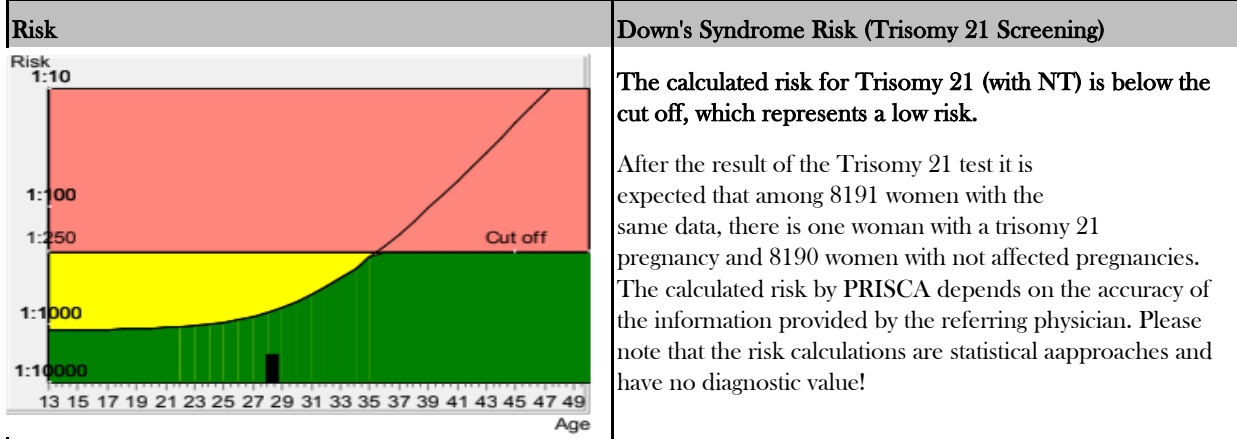 Risk
Down's Syndrome Risk (Trisomy 21 Screening)
Risk
1:10
1:100
1:250
Cut off
1:1000
1:10000
13 15 17 19 21 23 25 27 29 31 33 35 37 39 41 43 45 47 49
Age
The calculated risk for Trisomy 21 (with NT) is below the
cut off, which represents a low risk.
After the result of the Trisomy 21 test it is
expected that among 8191 women with the
same data, there is one woman with a trisomy 21
pregnancy and 8190 women with not affected pregnancies.
The calculated risk by PRISCA depends on the accuracy of
the information provided by the referring physician. Please
note that the risk calculations are statistical aapproaches and
have no diagnostic value!